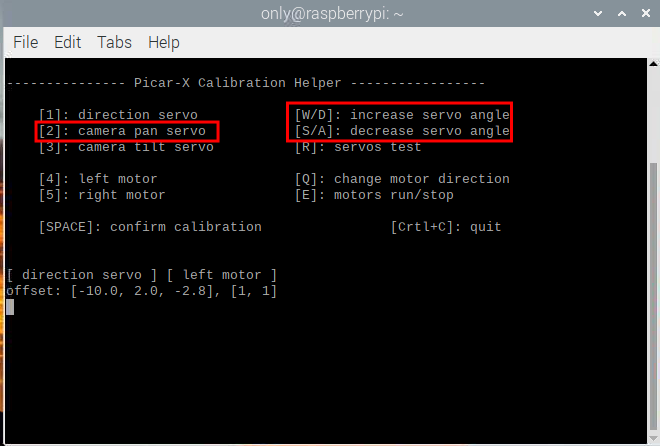 only@raspberrypi: ~
File Edit Tabs Help
--------------- Picar-X Calibration Helper -----------------
[1]: direction servo [W/D]: increase servo angle
[2]: camera pan servo [S/A]: decrease servo angle
[3]: camera tilt servo [R]: servos test
[4]: left motor [Q]: change motor direction
[5]: right motor [E]: motors run/stop
[SPACE]: confirm calibration [Crtl+C]: quit
[ direction servo ] [ left motor ]
offset: [-10.0, 2.0, -2.8], [1, 1]